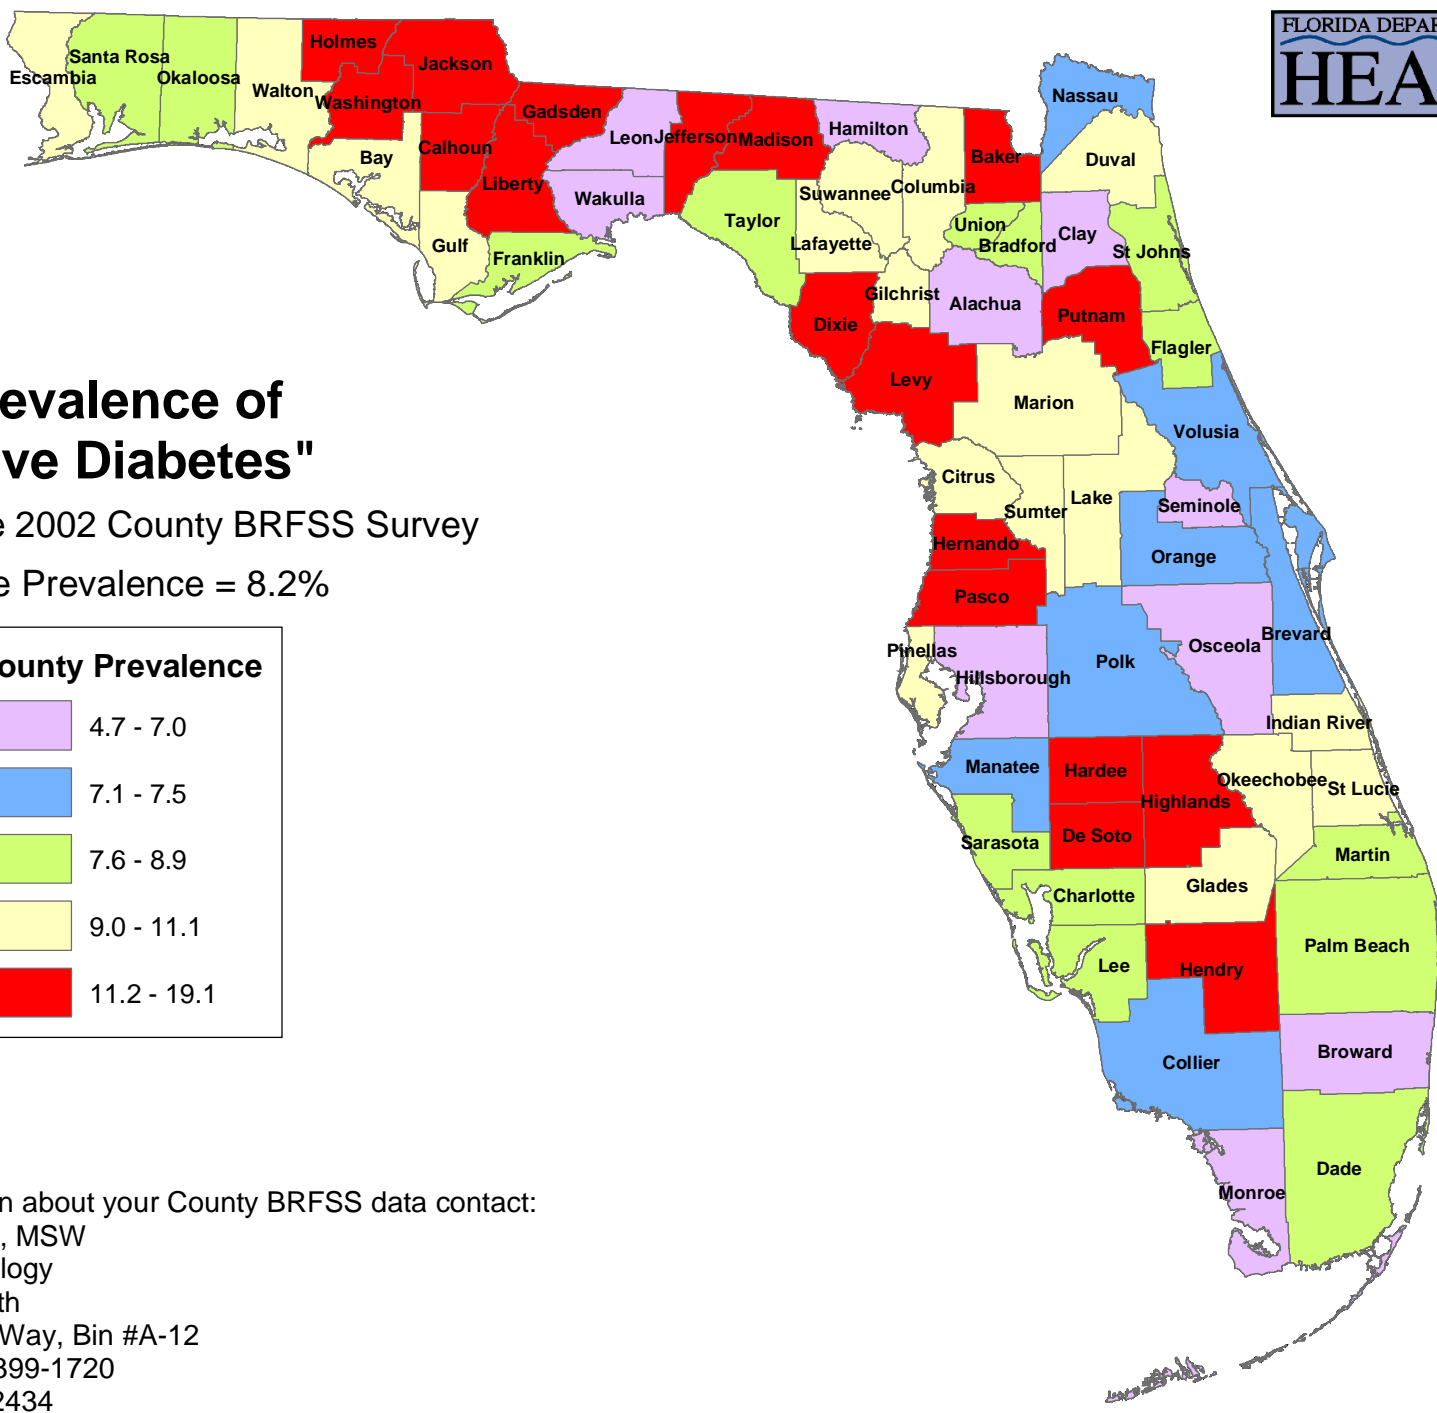 FLORIDA DEPAR
HEA
Nassau
Holmes
Santa Rosa
Jackson
Escambia
Okaloosa
Walton
Washington
Gadsden
Leon
Jefferson
Madison
Hamilton
Baker
Duval
Bay
Calhoun
Liberty
Wakulla
Suwannee
Columbia
Taylor
Union
Bradford
Clay
St Johns
Lafayette
Gulf
Franklin
Gilchrist
Alachua
Dixie
Putnam
Flagler
Levy
Marion
Volusia
evalence of
ve Diabetes"
e 2002 County BRFSS Survey
e Prevalence = 8.2%
Citrus
Sumter
Lake
Seminole
Hernando
Orange
Pasco
Pinellas
Hillsborough
Polk
Osceola
Brevard
Indian River
ounty Prevalence
4.7 - 7.0
7.1 - 7.5
7.6 - 8.9
9.0 - 11.1
11.2 - 19.1
Manatee
Hardee
Highlands
Okeechobee
St Lucie
Sarasota
De Soto
Martin
Charlotte
Glades
Palm Beach
Lee
Hendry
Collier
Broward
Dade
Monroe
n about your County BRFSS data contact:
, MSW
logy
th
Way, Bin #A-12
399-1720
2434